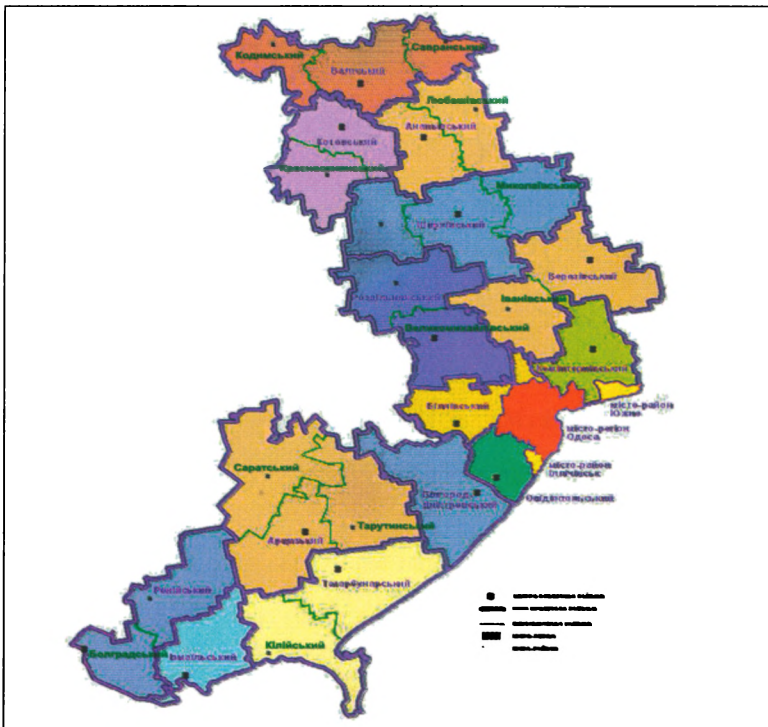 Кодимський
Балтський
Савранський
Любашівський
Ананьївський
Котовський
Красноокнянський
Миколаївський
Ширяївський
Березівський
Роздільнянський
Іванівський
Великомихайлівський
Комінтернівський
Біляївський
місто-район
Южне
місто-регіон
Одеса
місто-район
Іллічівськ
Овідіопольський
Саратський
Білгород-
Дністровський
Тарутинський
Арцизький
Татарбунарський
Ренійський
Болградський
Ізмаїльський
Кілійський